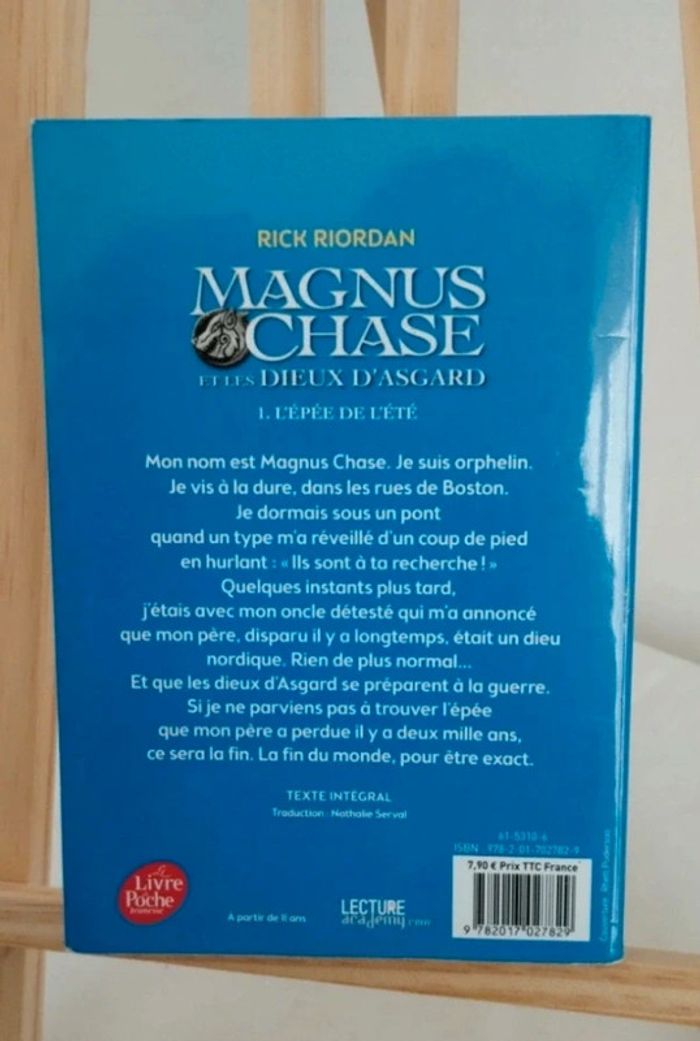 RICK RIORDAN
MAGNUS
CHASE
ET LES DIEUX D'ASGARD
1. L'ÉPÉE DE L'ÉTÉ
Mon nom est Magnus Chase. Je suis orphelin.
Je vis à la dure, dans les rues de Boston.
Je dormais sous un pont
quand un type m'a réveillé d'un coup de pied
en hurlant : « Ils sont à ta recherche ! »
Quelques instants plus tard,
j'étais avec mon oncle détesté qui m'a annoncé
que mon père, disparu il y a longtemps, était un dieu
nordique. Rien de plus normal...
Et que les dieux d'Asgard se préparent à la guerre.
Si je ne parviens pas à trouver l'épée
que mon père a perdue il y a deux mille ans,
ce sera la fin. La fin du monde, pour être exact.
TEXTE INTÉGRAL
Traduction : Nathalie Serval
61-5310-6
ISBN : 978-2-01-702782-9
7,90 € Prix TTC France
9 782017 027829
Le Livre
de Poche
Jeunesse
À partir de 11 ans
LECTURE
academy.com
Couverture : Rhett